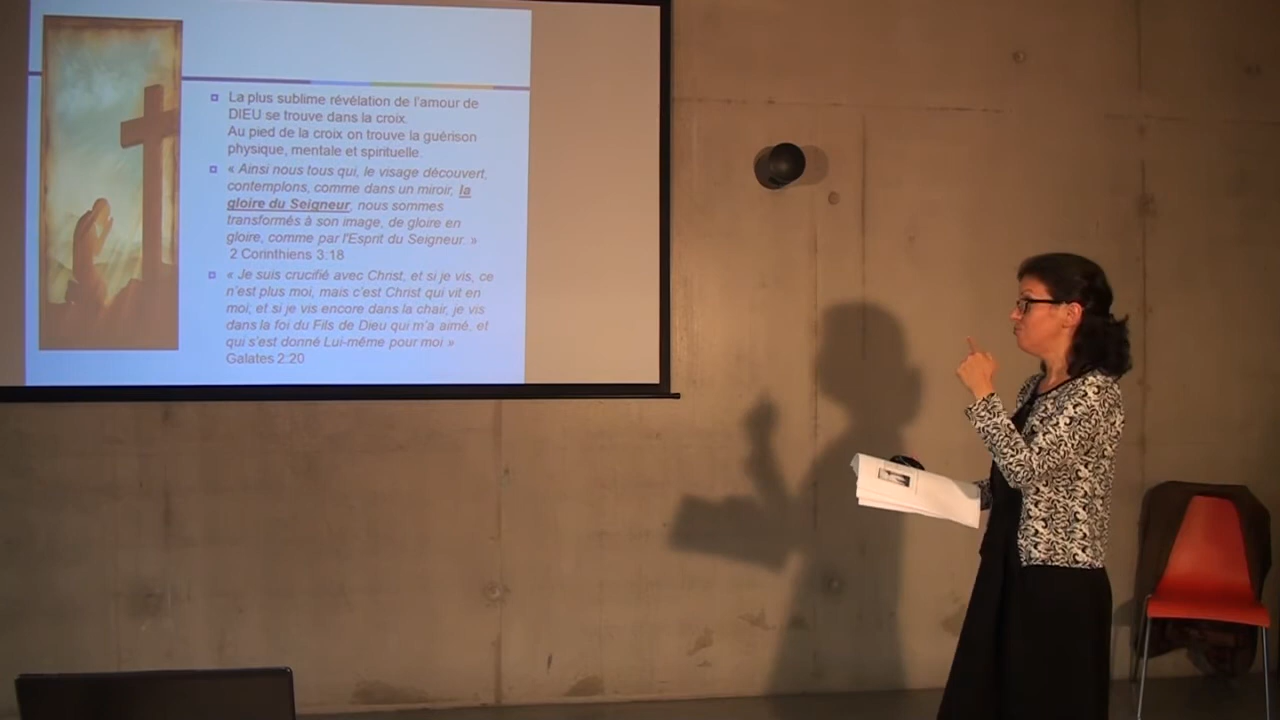 La plus sublime révélation de l'amour de
DIEU se trouve dans la croix.
Au pied de la croix on trouve la guérison
physique, mentale et spirituelle.
« Ainsi nous tous qui, le visage découvert,
contemplons, comme dans un miroir, la
gloire du Seigneur, nous sommes
transformés à son image, de gloire en
gloire, comme par l'Esprit du Seigneur. »
2 Corinthiens 3:18
« Je suis crucifié avec Christ, et si je vis, ce
n'est plus moi, mais c'est Christ qui vit en
moi, et si je vis encore dans la chair, je vis
dans la foi du Fils de Dieu qui m'a aimé, et
qui s'est donné Lui-même pour moi »
Galates 2:20